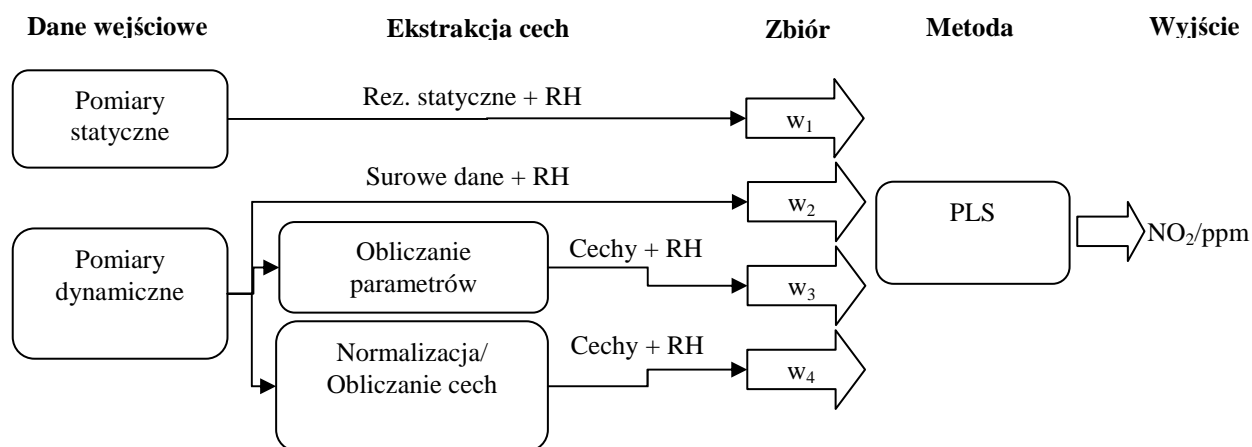 Dane wejściowe Ekstrakcja cech Zbiór Metoda Wyjście
Pomiary
statyczne
Rez. statyczne + RH
w1
Surowe dane + RH
w2
Pomiary
dynamiczne
Obliczanie
parametrów
Cechy + RH
w3
Normalizacja/
Obliczanie cech
Cechy + RH
w4
PLS
NO2/ppm